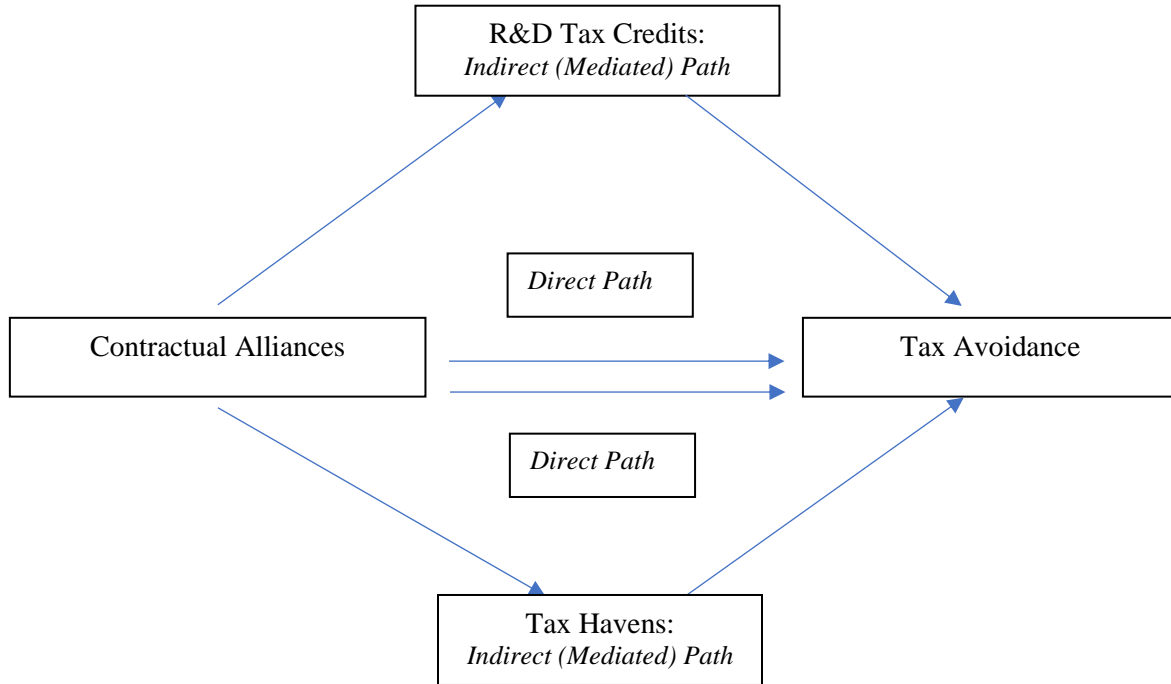 R&D Tax Credits:
Indirect (Mediated) Path
Direct Path
Contractual Alliances
Tax Avoidance
Direct Path
Tax Havens:
Indirect (Mediated) Path